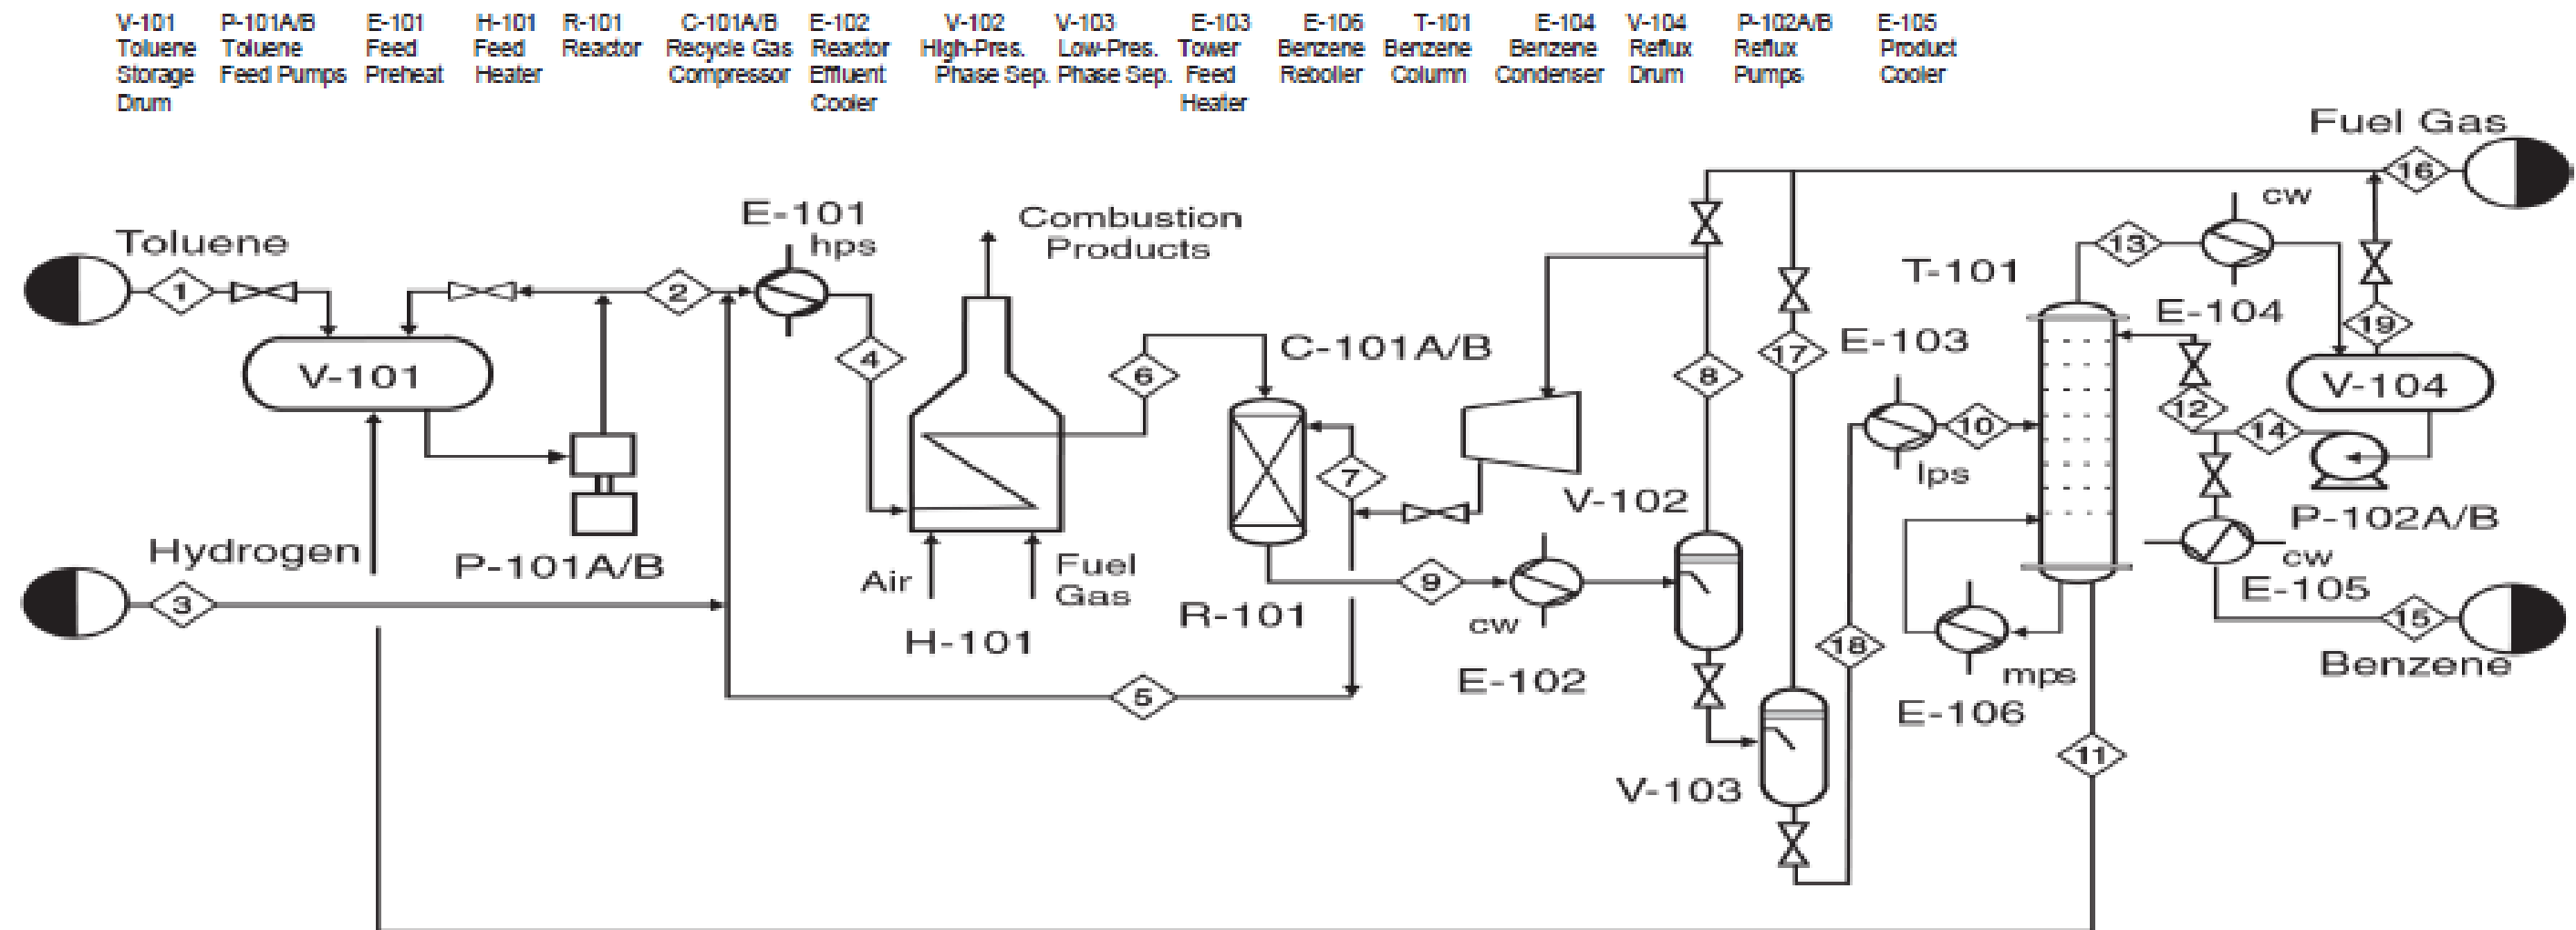 V-101 P-101A/B E-101 H-101 R-101 C-101A/B E-102 V-102 V-103 E-103 E-106 T-101 E-104 V-104 P-102A/B E-105
Toluene Toluene Feed Feed Reactor Recycle Gas Reactor High-Pres. Low-Pres. Tower Benzene Benzene Benzene Reflux Reflux Product
Storage Feed Pumps Preheat Heater Compressor Effluent Phase Sep. Phase Sep. Feed Reboiler Column Condenser Drum Pumps Cooler
Drum Cooler Heater
Fuel Gas
16
cw
E-101
hps
Combustion
Products
Toluene
13
T-101
1
2
E-104
19
C-101A/B
E-103
17
4
6
8
V-101
V-104
12
10
14
lps
7
V-102
P-102A/B
Hydrogen
P-101A/B
Air
Fuel
Gas
9
cw
E-105
3
R-101
cw
15
H-101
18
Benzene
E-102
mps
5
E-106
11
V-103